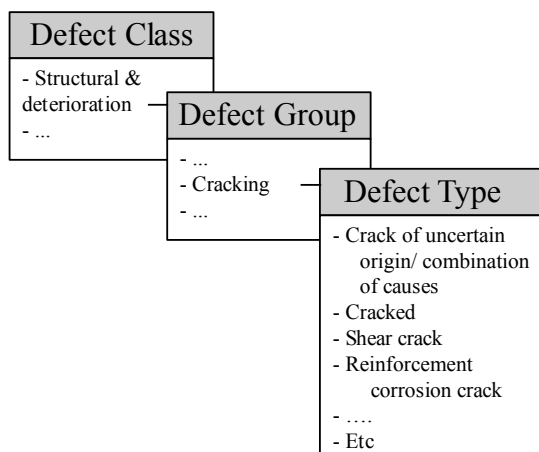 Defect Class
- Structural &
deterioration
- ...
Defect Group
- ...
- Cracking
- ...
Defect Type
- Crack of uncertain
origin/ combination
of causes
- Cracked
- Shear crack
- Reinforcement
corrosion crack
- ....
- Etc